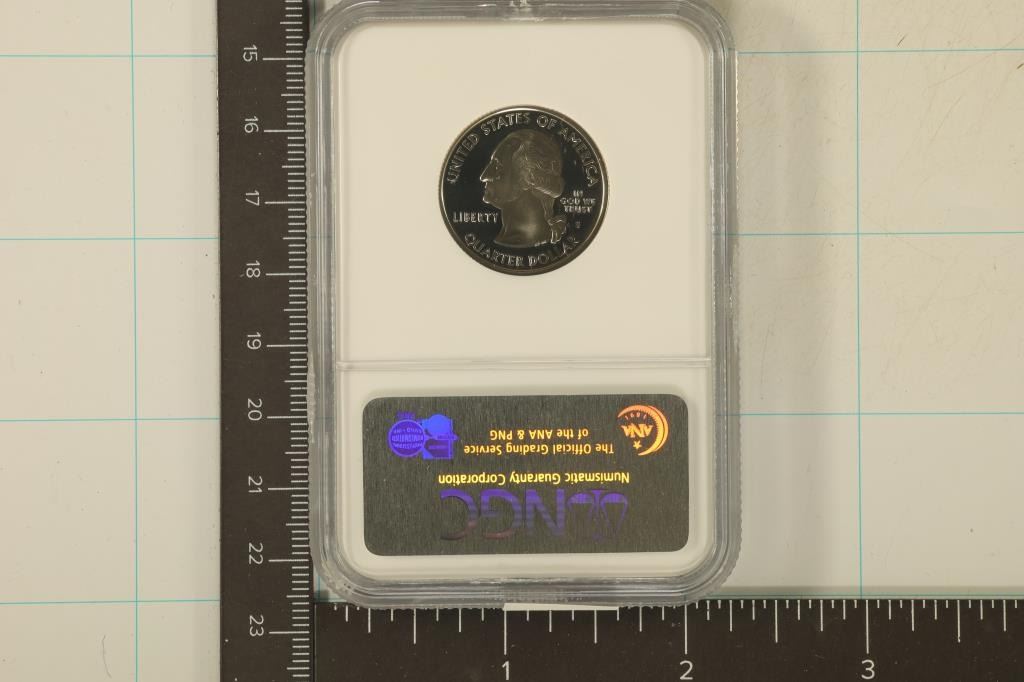 UNITED STATES OF AMERICA
LIBERTY
IN
GOD WE
TRUST
S
QUARTER DOLLAR
NGC
Numismatic Guaranty Corporation
The Official Grading Service
of the ANA & PNG
ANA
1891
15
16
17
18
19
20
21
22
23
1
2
3